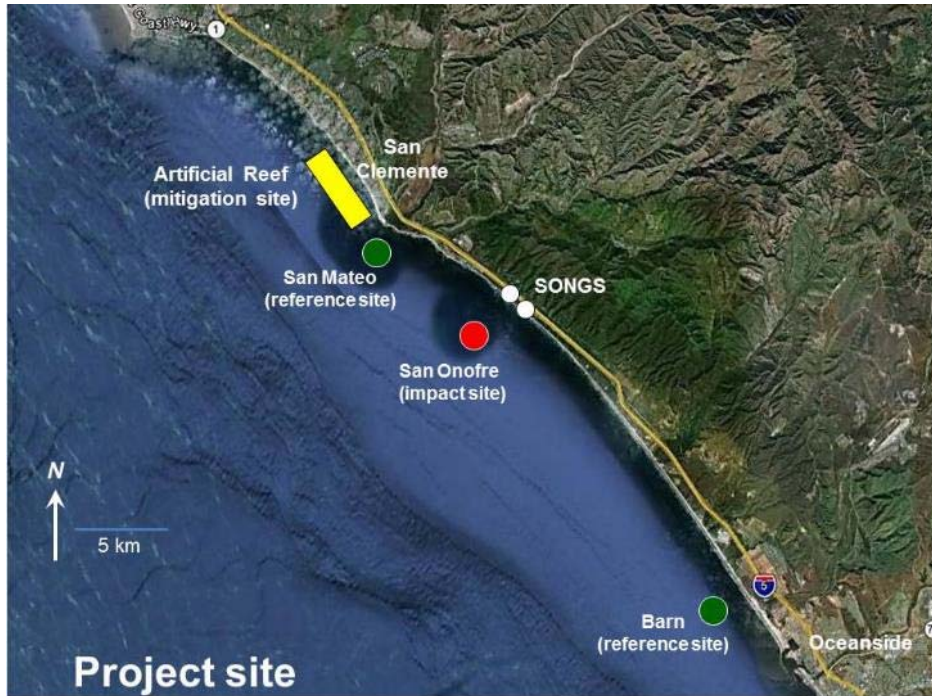 Coast Hwy
1
San
Clemente
Artificial Reef
(mitigation site)
San Mateo
(reference site)
SONGS
San Onofre
(impact site)
N
5 km
5
Barn
(reference site)
Oceanside
7
Project site